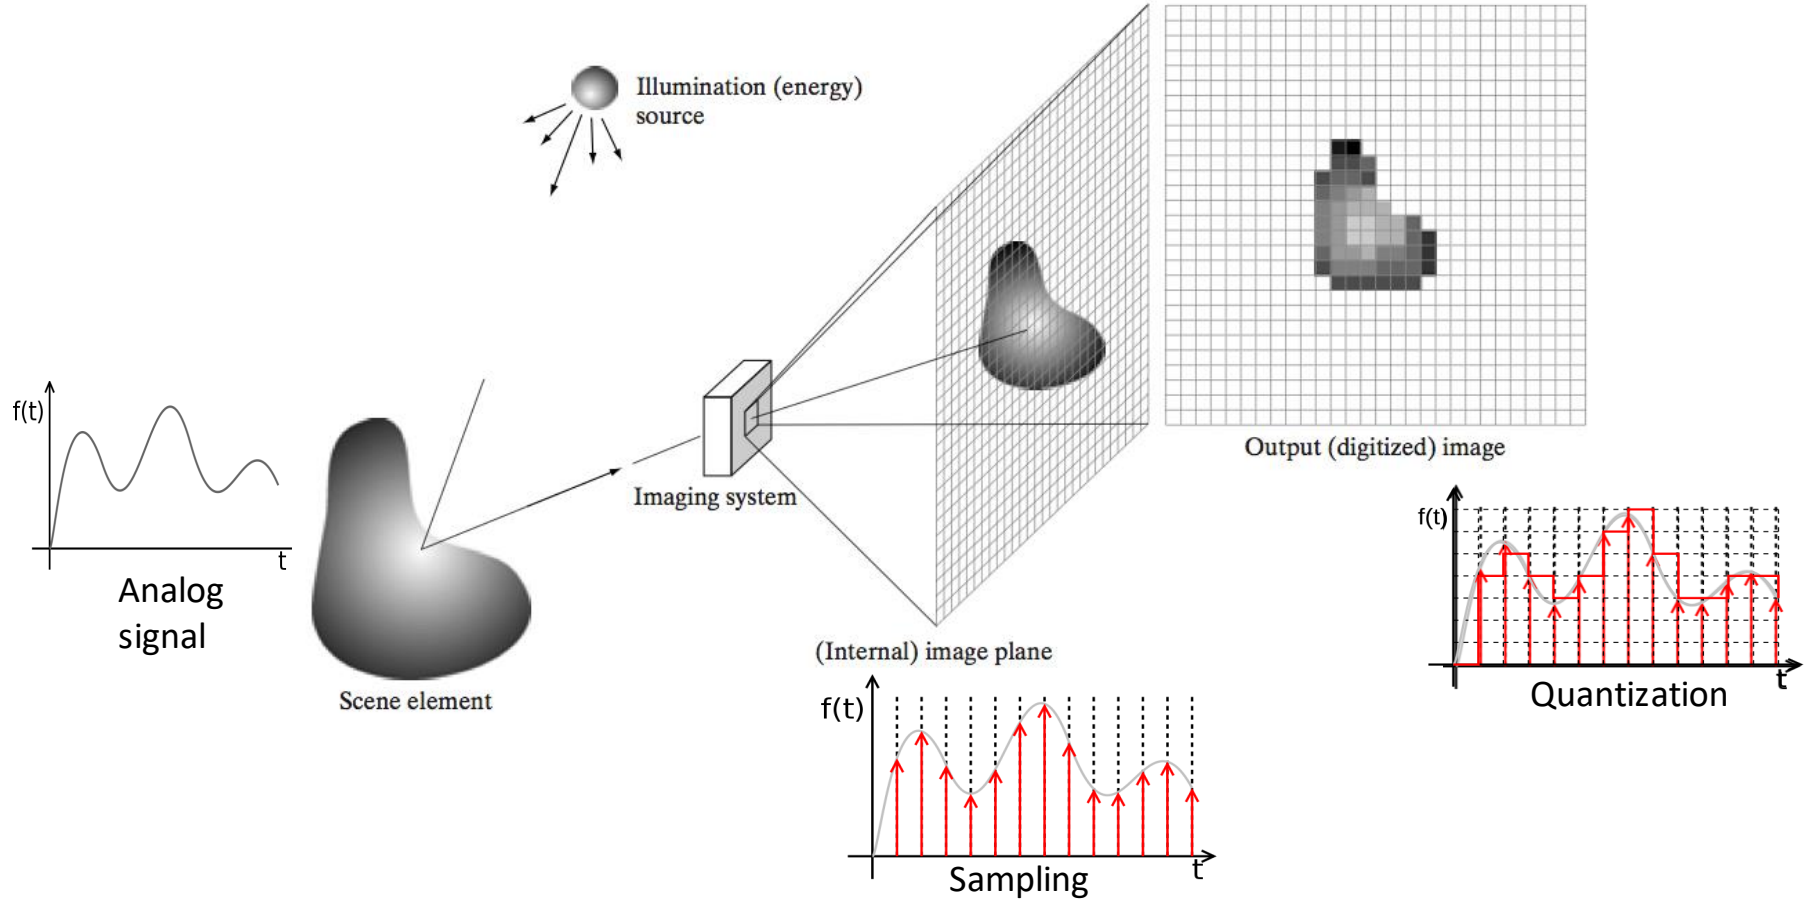 Illumination (energy)
source
f(t)
t
Analog
signal
Scene element
Imaging system
(Internal) image plane
f(t)
t
Sampling
Output (digitized) image
f(t)
t
Quantization